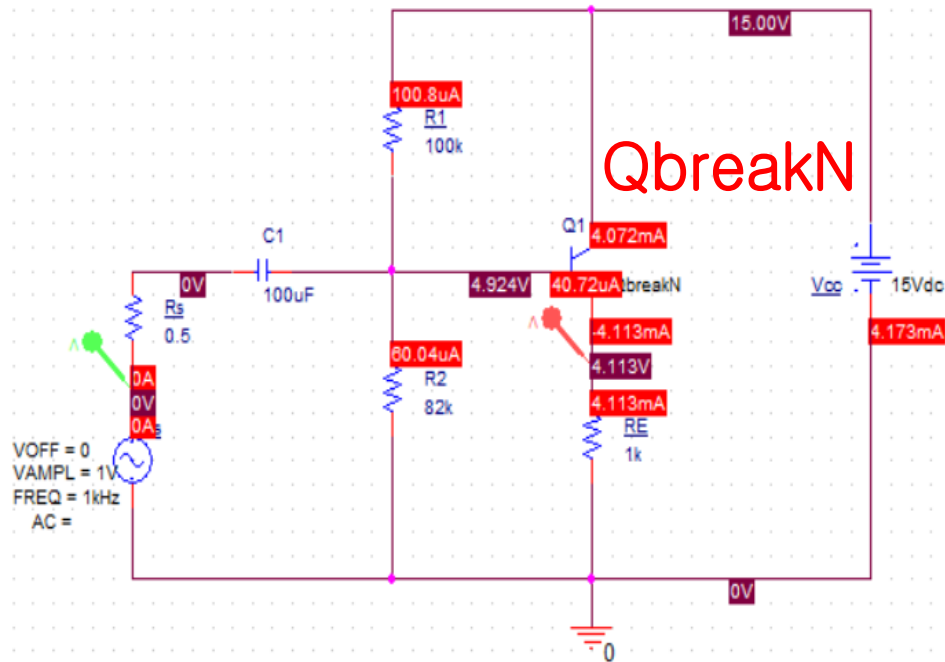 15.00V
100.8uA
R1
100k
QbreakN
Q1
4.072mA
C1
0V
100uF
4.924V
40.72uA
breakN
Vcc
15Vdc
Rs
0.5
-4.113mA
4.173mA
60.04uA
4.113V
0A
R2
82k
0V
4.113mA
0A
RE
1k
VOFF = 0
VAMPL = 1V
FREQ = 1kHz
AC =
0V
0